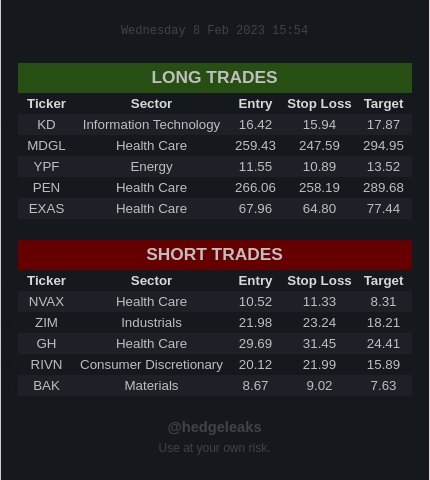 Wednesday 8 Feb 2023 15:54
LONG TRADES
Ticker Sector Entry Stop Loss Target
KD Information Technology 16.42 15.94 17.87
MDGL Health Care 259.43 247.59 294.95
YPF Energy 11.55 10.89 13.52
PEN Health Care 266.06 258.19 289.68
EXAS Health Care 67.96 64.80 77.44
SHORT TRADES
Ticker Sector Entry Stop Loss Target
NVAX Health Care 10.52 11.33 8.31
ZIM Industrials 21.98 23.24 18.21
GH Health Care 29.69 31.45 24.41
RIVN Consumer Discretionary 20.12 21.99 15.89
BAK Materials 8.67 9.02 7.63
@hedgeleaks
Use at your own risk.